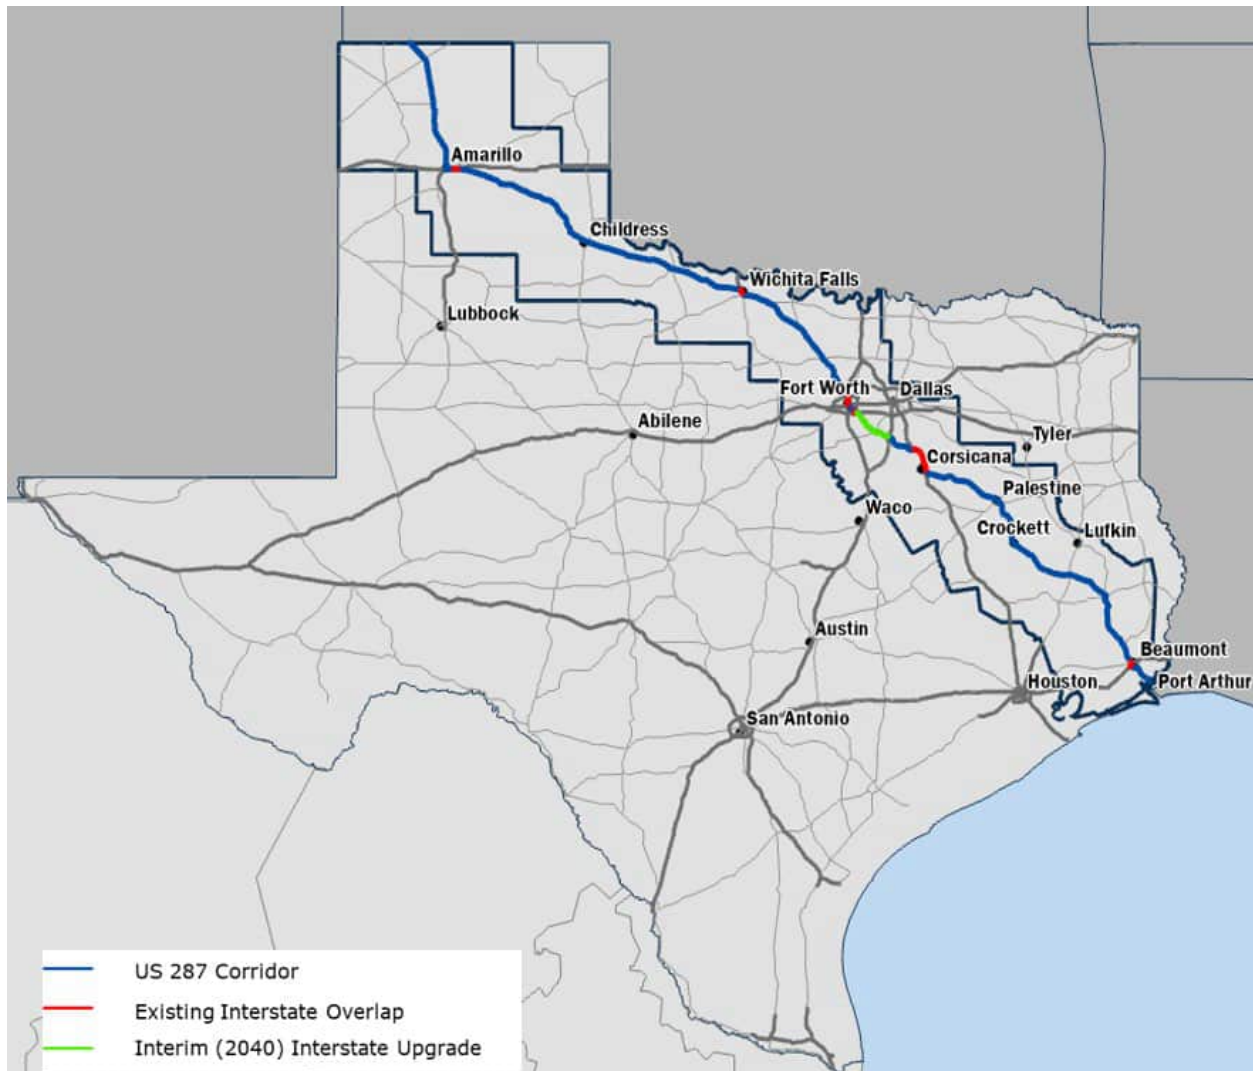 Amarillo
Childress
Wichita Falls
Lubbock
Fort Worth
Dallas
Abilene
Tyler
Corsicana
Palestine
Waco
Crockett
Lufkin
Austin
Beaumont
Houston
Port Arthur
San Antonio
US 287 Corridor
Existing Interstate Overlap
Interim (2040) Interstate Upgrade